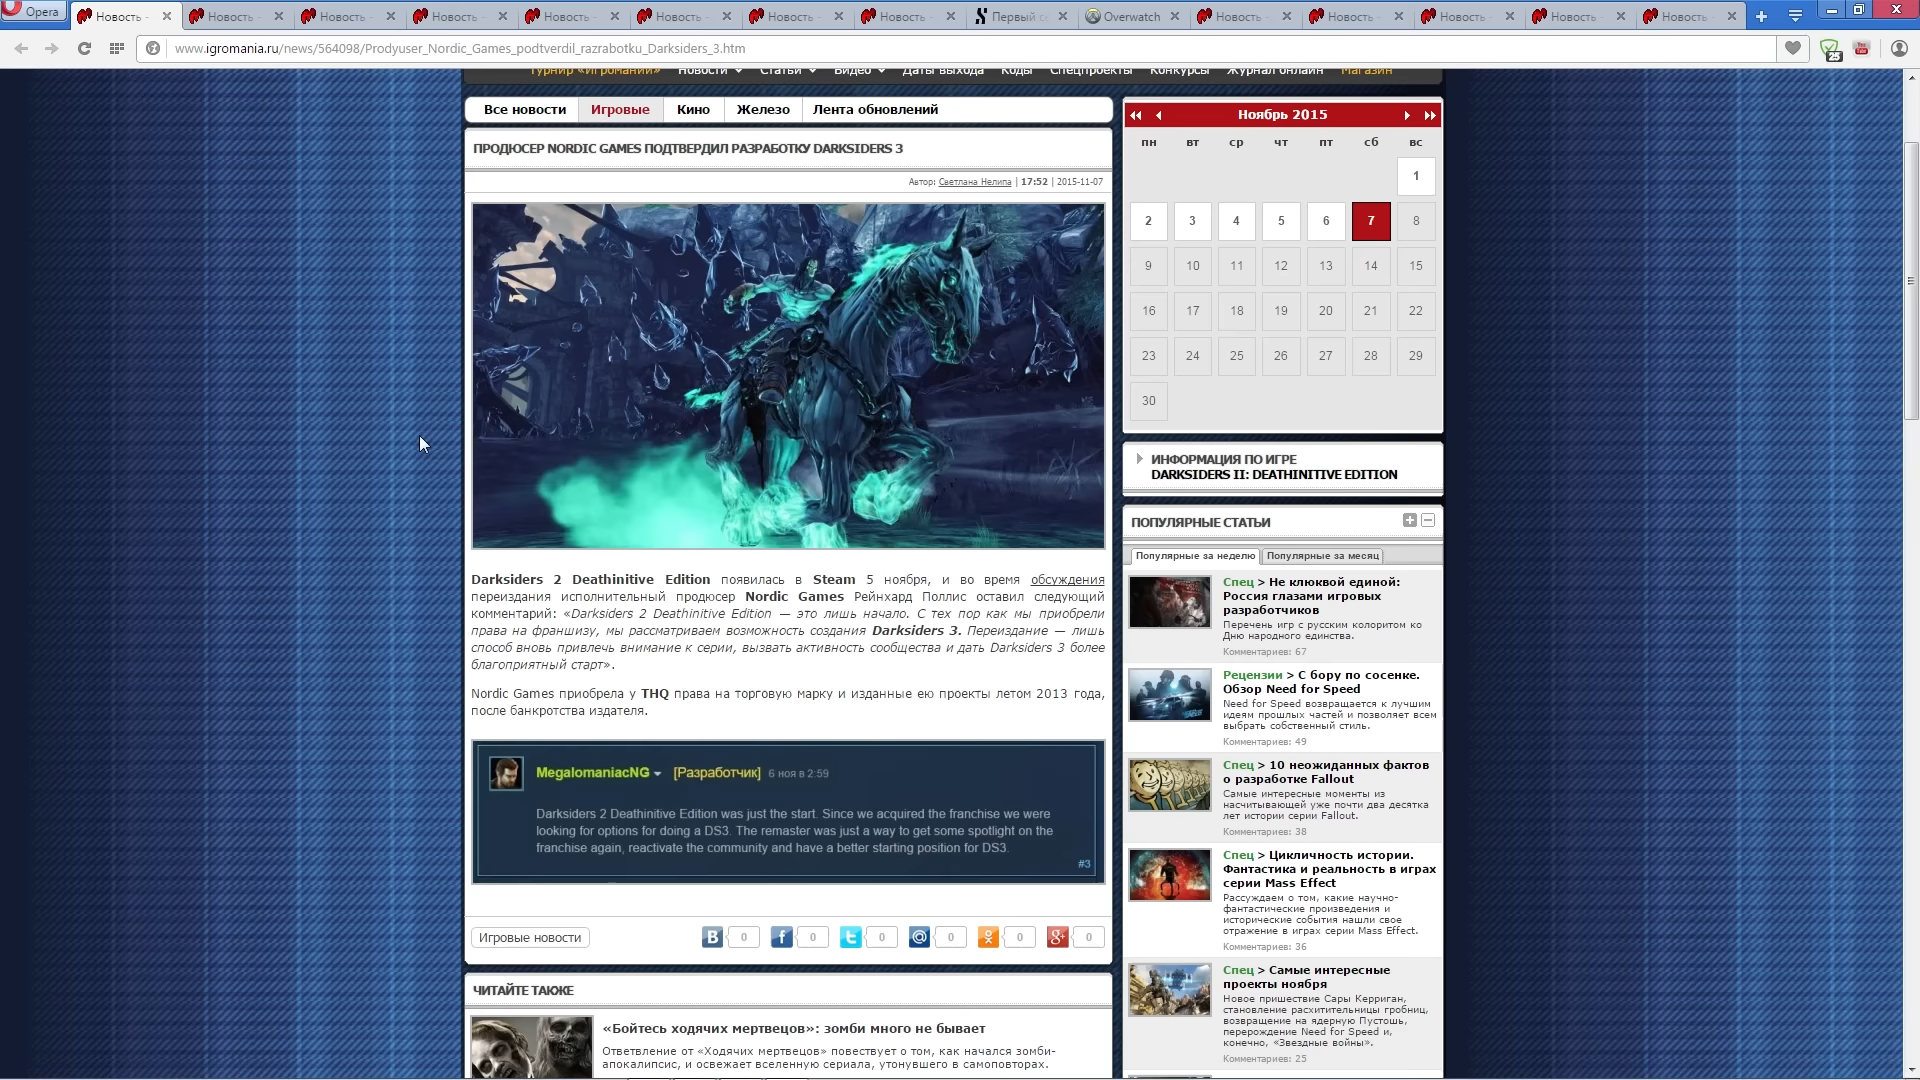 Opera
Новость -
Новость -
Новость -
Новость -
Новость -
Новость -
Новость -
Новость -
Первый с
Overwatch
Новость -
Новость -
Новость -
Новость -
Новость -
www.igromania.ru/news/564098/Prodyuser_Nordic_Games_podtverdil_razrabotku_Darksiders_3.htm
25
Турнир «Игромании» Новости Статьи Видео Даты выхода Коды Спецпроекты Конкурсы Журнал онлайн Магазин
Все новости Игровые Кино Железо Лента обновлений
ПРОДЮСЕР NORDIC GAMES ПОДТВЕРДИЛ РАЗРАБОТКУ DARKSIDERS 3
Автор: Светлана Нелипа | 17:52 | 2015-11-07
Darksiders 2 Deathinitive Edition появилась в Steam 5 ноября, и во время обсуждения
переиздания исполнительный продюсер Nordic Games Рейнхард Поллис оставил следующий
комментарий: «Darksiders 2 Deathinitive Edition — это лишь начало. С тех пор как мы приобрели
права на франшизу, мы рассматриваем возможность создания Darksiders 3. Переиздание — лишь
способ вновь привлечь внимание к серии, вызвать активность сообщества и дать Darksiders 3 более
благоприятный старт».
Nordic Games приобрела у THQ права на торговую марку и изданные ею проекты летом 2013 года,
после банкротства издателя.
MegalomaniacNG [Разработчик] 6 ноя в 2:59
Darksiders 2 Deathinitive Edition was just the start. Since we acquired the franchise we were
looking for options for doing a DS3. The remaster was just a way to get some spotlight on the
franchise again, reactivate the community and have a better starting position for DS3.
#3
Игровые новости
B 0 f 0 t 0 @ 0 0 g+ 0
ЧИТАЙТЕ ТАКЖЕ
«Бойтесь ходячих мертвецов»: зомби много не бывает
Ответвление от «Ходячих мертвецов» повествует о том, как начался зомби-
апокалипсис, и освежает вселенную сериала, утонувшего в самоповторах.
Ноябрь 2015
пн вт ср чт пт сб вс
1
2 3 4 5 6 7 8
9 10 11 12 13 14 15
16 17 18 19 20 21 22
23 24 25 26 27 28 29
30
ИНФОРМАЦИЯ ПО ИГРЕ
DARKSIDERS II: DEATHINITIVE EDITION
ПОПУЛЯРНЫЕ СТАТЬИ
Популярные за неделю Популярные за месяц
Спец > Не клюквой единой:
Россия глазами игровых
разработчиков
Перечень игр с русским колоритом ко
Дню народного единства.
Комментариев: 67
Рецензии > С бору по сосенке.
Обзор Need for Speed
Need for Speed возвращается к лучшим
идеям прошлых частей и позволяет всем
выбрать собственный стиль.
Комментариев: 49
Спец > 10 неожиданных фактов
о разработке Fallout
Самые интересные моменты из
насчитывающей уже почти два десятка
лет истории серии Fallout.
Комментариев: 38
Спец > Цикличность истории.
Фантастика и реальность в играх
серии Mass Effect
Рассуждаем о том, какие научно-
фантастические произведения и
исторические события нашли свое
отражение в играх серии Mass Effect.
Комментариев: 36
Спец > Самые интересные
проекты ноября
Новое пришествие Сары Керриган,
становление расхитительницы гробниц,
возвращение на ядерную Пустошь,
перерождение Need for Speed и,
конечно, «Звездные войны».
Комментариев: 25